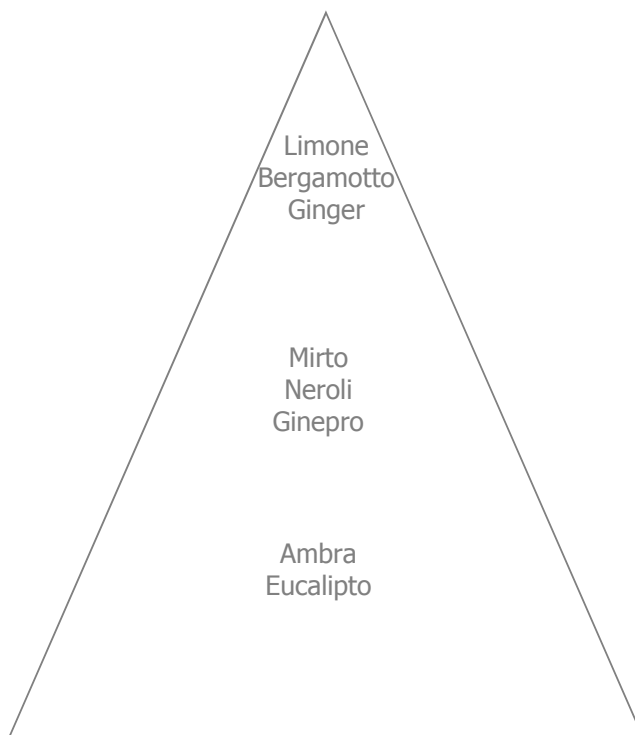 Limone
Bergamotto
Ginger
Mirto
Neroli
Ginepro
Ambra
Eucalipto